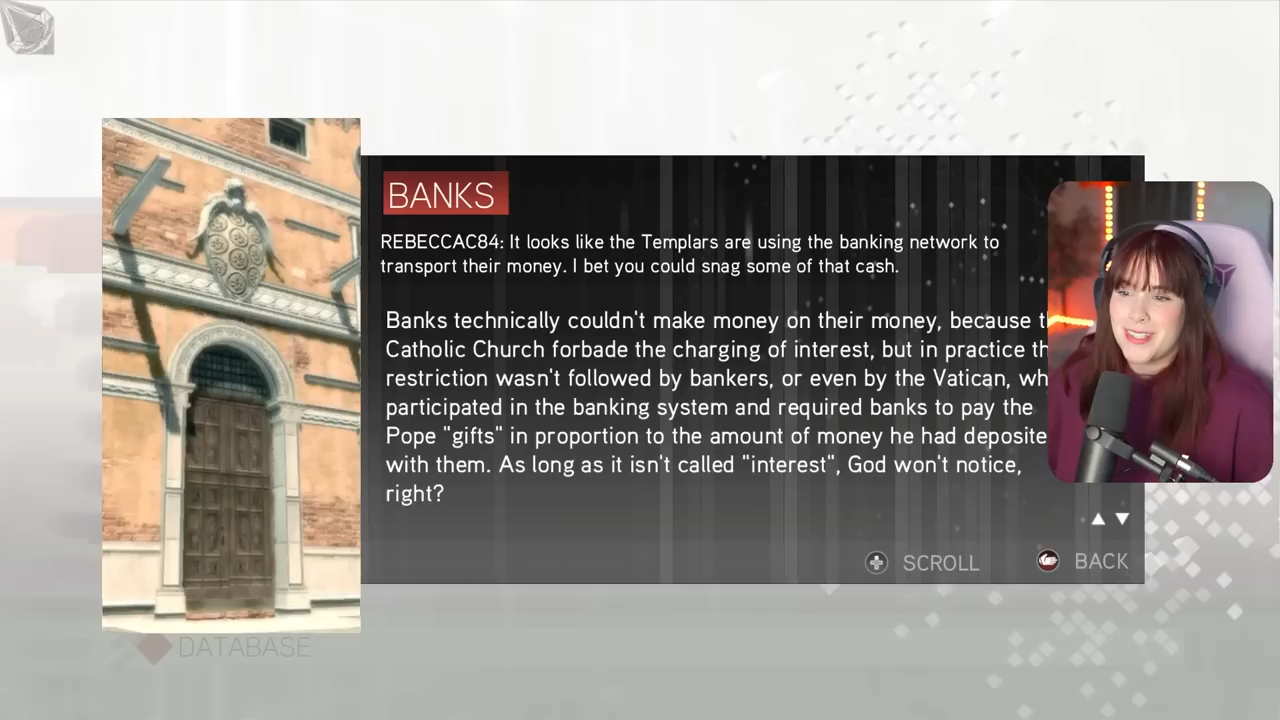 BANKS
REBECCAC84: It looks like the Templars are using the banking network to
transport their money. I bet you could snag some of that cash.
Banks technically couldn't make money on their money, because
Catholic Church forbade the charging of interest, but in practice
restriction wasn't followed by bankers, or even by the Vatican,
participated in the banking system and required banks to pay the
Pope "gifts" in proportion to the amount of money he had deposite
with them. As long as it isn't called "interest", God won't notice,
right?
SCROLL
BACK
DATABASE